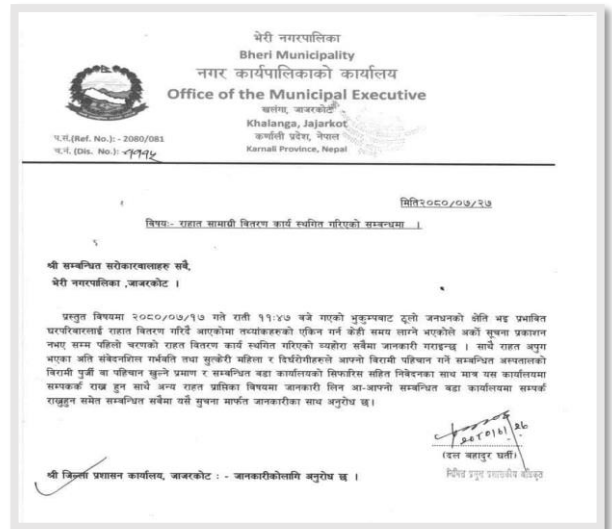 भेरी नगरपालिका
Bheri Municipality
नगर कार्यपालिकाको कार्यालय
Office of the Municipal Executive
खलंगा, जाजरकोट
Khalanga, Jajarkot
कर्णाली प्रदेश, नेपाल
Karnali Province, Nepal
प.सं.(Ref. No.): - 2080/081
च.नं. (Dis. No.):
मिति२०८०/०७/२७
विषय:- राहात सामाग्री वितरण कार्य स्थगित गरिएको सम्बन्धमा ।
श्री सम्बन्धित सरोकारवालाहरु सबै,
भेरी नगरपालिका ,जाजरकोट ।
प्रस्तुत विषयमा २०८०/०७/१७ गते राती ११:४७ वजे गएको भुकुम्पबाट ठूलो जनधनको क्षेति भइ प्रभावित
घरपरिवारलाई राहात वितरण गरिदै आएकोमा तथ्यांकहरुको एकिन गर्न केही समय लाग्ने भएकोले अर्को सूचना प्रकाशन
नभए सम्म पहिलो चरणको राहत वितरण कार्य स्थगित गरिएको व्यहोरा सबैमा जानकारी गराइन्छ । साथै राहत अपुग
भएका अति संवेदनशिल गर्भवति तथा सुत्केरी महिला र दिर्घरोगीहरुले आफ्नो विरामी पहिचान गर्ने सम्बन्धित अस्पतालको
विरामी पुर्जी वा पहिचान खुल्ने प्रमाण र सम्बन्धित वडा कार्यालयको सिफारिस सहित निवेदनका साथ मात्र यस कार्यालयमा
सम्पकर्क राख्न हुन साथै अन्य राहत प्राप्तिका विषयमा जानकारी लिन आ-आफ्नो सम्बन्धित वडा कार्यालयमा सम्पर्क
राख्नुहुन समेत सम्बन्धित सबैमा यसै सुचना मार्फत जानकारीका साथ अनुरोध छ।
(दल बहादुर घर्ती)
निमित्त प्रमुख प्रशासकीय अधिकृत
श्री जिल्ला प्रशासन कार्यालय, जाजरकोट : - जानकारीकोलागि अनुरोध छ ।